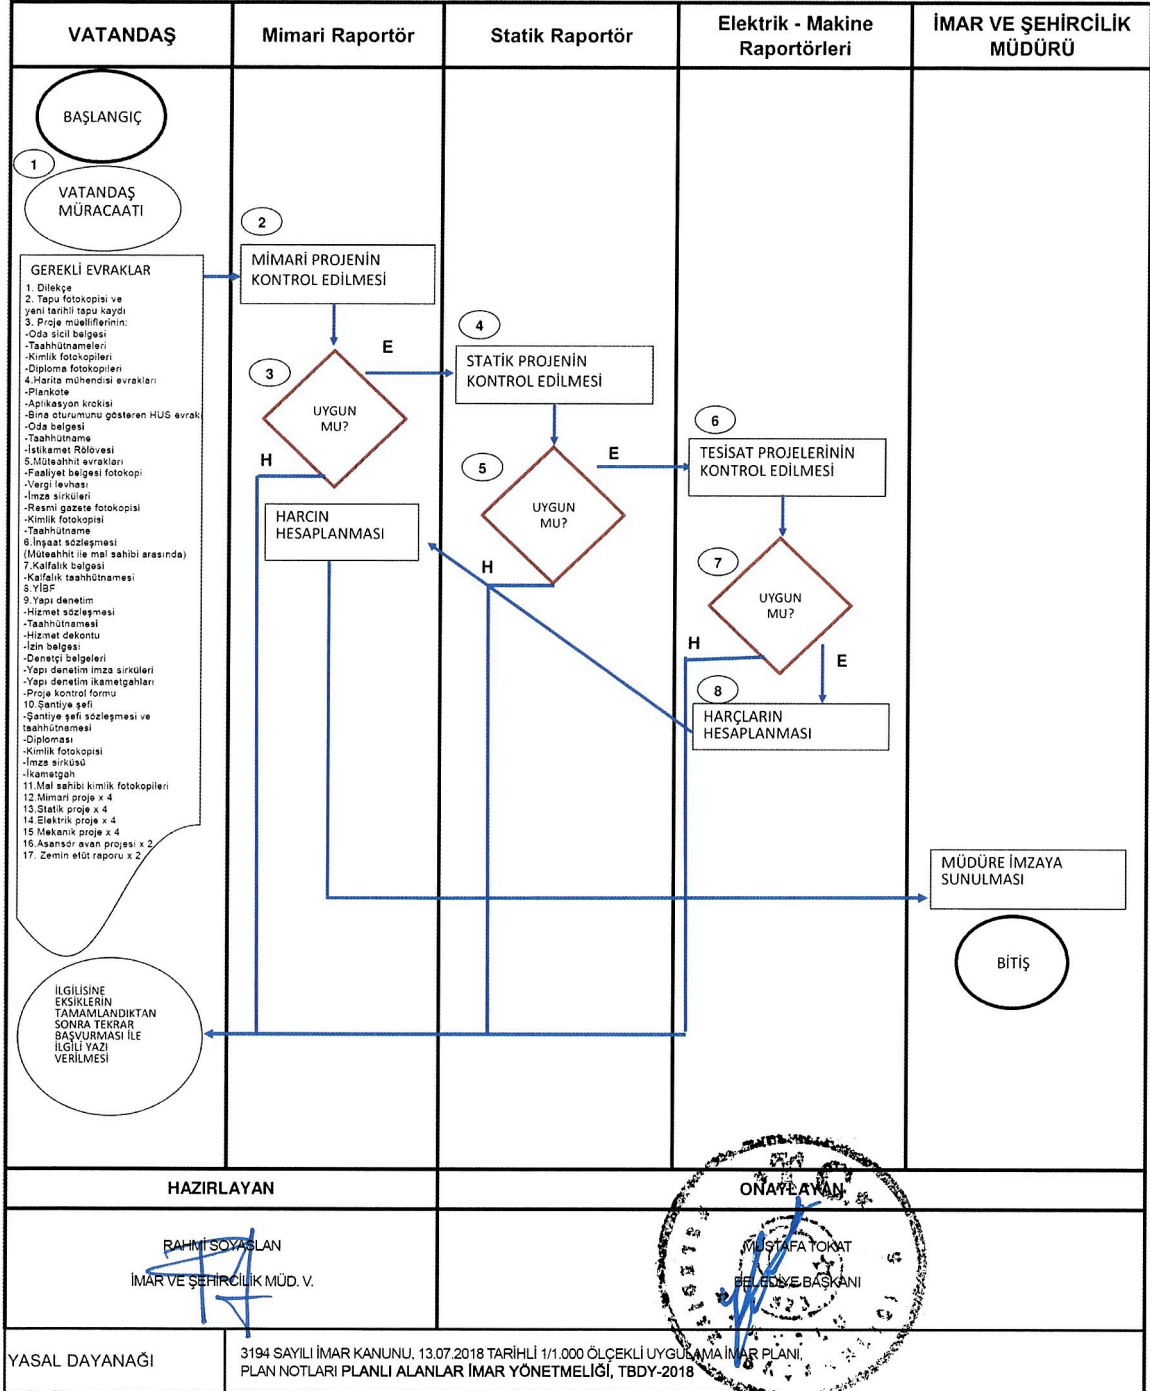 VATANDAŞ
Mimari Raportör
Statik Raportör
Elektrik - Makine
Raportörleri
İMAR VE ŞEHİRCİLİK
MÜDÜRÜ
BAŞLANGIÇ
1
VATANDAŞ
MÜRACAATI
GEREKLİ EVRAKLAR
1. Dilekçe
2. Tapu fotokopisi ve
yeni tarihli tapu kaydı
3. Proje müelliflerinin:
-Oda sicil belgesi
-Taahhütnameleri
-Kimlik fotokopileri
-Diploma fotokopileri
4.Harita mühendisi evrakları
-Plankote
-Aplikasyon krokisi
-Bina oturumunu gösteren HUS evrak
-Oda belgesi
-Taahhütname
-İstikamet Rölövesi
5.Müteahhit evrakları
-Faaliyet belgesi fotokopi
-Vergi levhası
-İmza sirküleri
-Resmi gazete fotokopisi
-Kimlik fotokopisi
-Taahhütname
6.İnşaat sözleşmesi
(Müteahhit ile mal sahibi arasında)
7.Kalfalık belgesi
-Kalfalık taahhütnamesi
8.YİBF
9.Yapı denetim
-Hizmet sözleşmesi
-Taahhütnamesi
-Hizmet dekontu
-İzin belgesi
-Denetçi belgeleri
-Yapı denetim imza sirküleri
-Yapı denetim ikametgahları
-Proje kontrol formu
10.Şantiye şefi
-Şantiye şefi sözleşmesi ve
taahhütnamesi
-Diploması
-Kimlik fotokopisi
-İmza sirküsü
-İkametgah
11.Mal sahibi kimlik fotokopileri
12.Mimari proje x 4
13.Statik proje x 4
14.Elektrik proje x 4
15 Mekanik proje x 4
16.Asansör avan projesi x 2
17. Zemin etüt raporu x 2
2
MİMARİ PROJENİN
KONTROL EDİLMESİ
3
UYGUN
MU?
E
H
HARCIN
HESAPLANMASI
4
STATİK PROJENİN
KONTROL EDİLMESİ
5
UYGUN
MU?
E
H
6
TESİSAT PROJELERİNİN
KONTROL EDİLMESİ
7
UYGUN
MU?
H
E
8
HARÇLARIN
HESAPLANMASI
MÜDÜRE İMZAYA
SUNULMASI
BİTİŞ
İLGİLİSİNE
EKSİKLERİN
TAMAMLANDIKTAN
SONRA TEKRAR
BAŞVURMASI İLE
İLGİLİ YAZI
VERİLMESİ
HAZIRLAYAN
ONAYLAYAN
RAHMİ SOYASLAN
İMAR VE ŞEHİRCİLİK MÜD. V.
MUSTAFA TOKAT
BELEDİYE BAŞKANI
YASAL DAYANAĞI
3194 SAYILI İMAR KANUNU, 13.07.2018 TARİHLİ 1/1.000 ÖLÇEKLİ UYGULAMA İMAR PLANI,
PLAN NOTLARI PLANLI ALANLAR İMAR YÖNETMELİĞİ, TBDY-2018